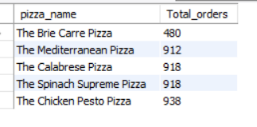 pizza_name Total_orders
The Brie Carre Pizza 480
The Mediterranean Pizza 912
The Calabrese Pizza 918
The Spinach Supreme Pizza 918
The Chicken Pesto Pizza 938